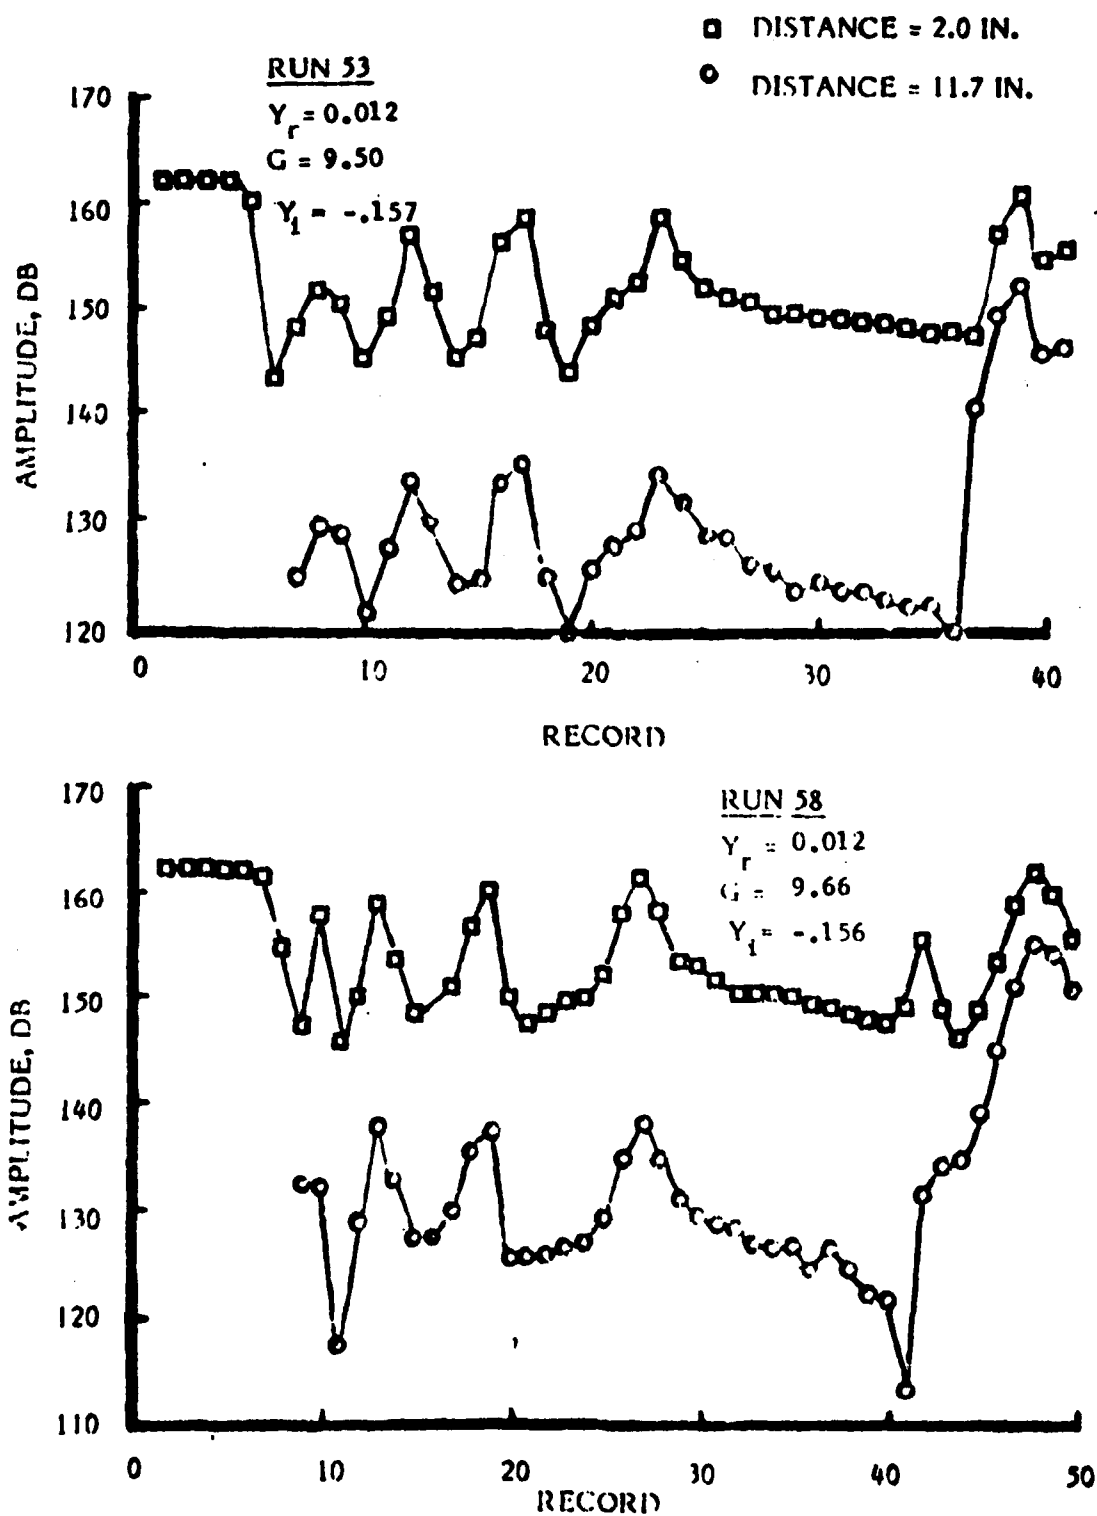 DISTANCE = 2.0 IN.
DISTANCE = 11.7 IN.
RUN 53
Yr = 0.012
G = 9.50
Yi = -.157
AMPLITUDE, DB
170
160
150
140
130
120
0 10 20 30 40
RECORD
RUN 58
Yr = 0.012
G = 9.66
Yi = -.156
AMPLITUDE, DB
170
160
150
140
130
120
110
0 10 20 30 40 50
RECORD